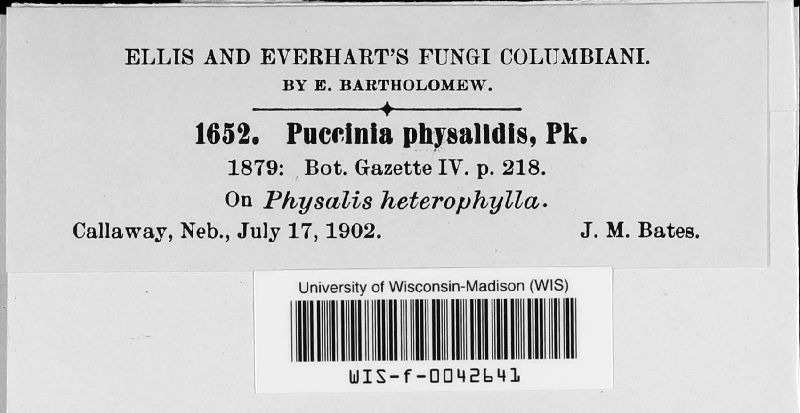 ELLIS AND EVERHART'S FUNGI COLUMBIANI.
BY E. BARTHOLOMEW.
1652. Puccinia physalidis, Pk.
1879: Bot. Gazette IV. p. 218.
On Physalis heterophylla.
Callaway, Neb., July 17, 1902. J. M. Bates.
University of Wisconsin-Madison (WIS)
WIS-f-0042641